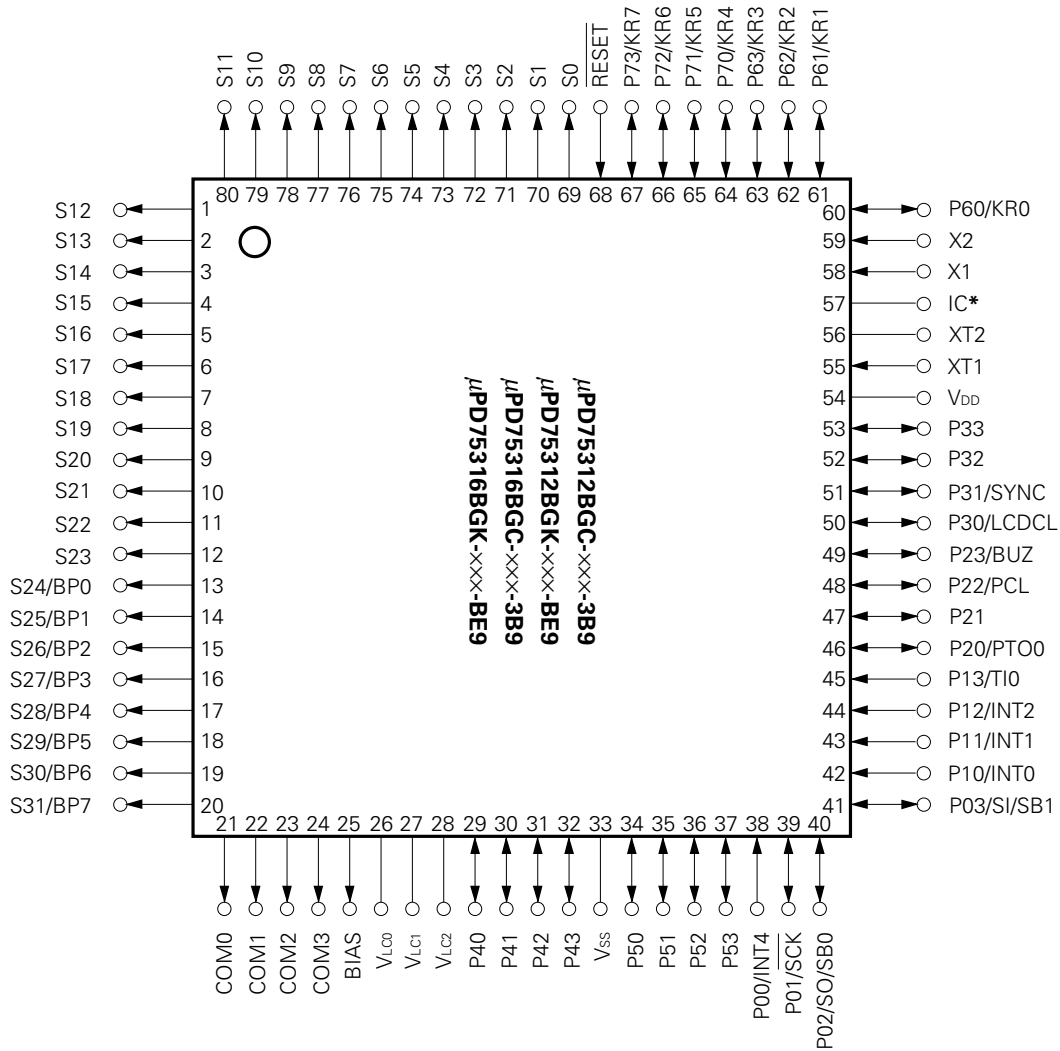 S11
S10
S9
S8
S7
S6
S5
S4
S3
S2
S1
S0
RESET
P73/KR7
P72/KR6
P71/KR5
P70/KR4
P63/KR3
P62/KR2
P61/KR1
80 79 78 77 76 75 74 73 72 71 70 69 68 67 66 65 64 63 62 61
S12 1
S13 2
S14 3
S15 4
S16 5
S17 6
S18 7
S19 8
S20 9
S21 10
S22 11
S23 12
S24/BP0 13
S25/BP1 14
S26/BP2 15
S27/BP3 16
S28/BP4 17
S29/BP5 18
S30/BP6 19
S31/BP7 20
μPD75312BGC-×××-3B9
μPD75312BGK-×××-BE9
μPD75316BGC-×××-3B9
μPD75316BGK-×××-BE9
60 P60/KR0
59 X2
58 X1
57 IC*
56 XT2
55 XT1
54 VDD
53 P33
52 P32
51 P31/SYNC
50 P30/LCDCL
49 P23/BUZ
48 P22/PCL
47 P21
46 P20/PTO0
45 P13/TI0
44 P12/INT2
43 P11/INT1
42 P10/INT0
41 P03/SI/SB1
21 22 23 24 25 26 27 28 29 30 31 32 33 34 35 36 37 38 39 40
COM0
COM1
COM2
COM3
BIAS
VLC0
VLC1
VLC2
P40
P41
P42
P43
VSS
P50
P51
P52
P53
P00/INT4
P01/SCK
P02/SO/SB0